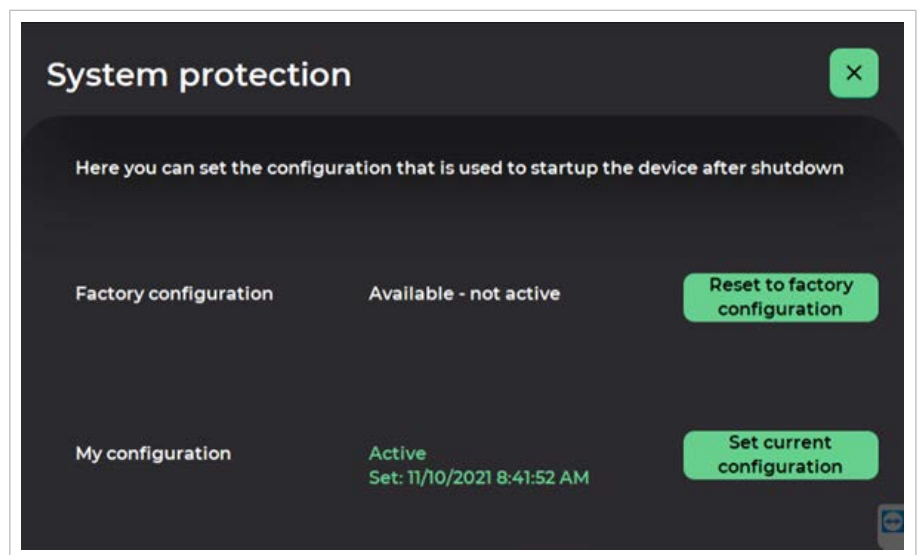 System protection
Here you can set the configuration that is used to startup the device after shutdown
Factory configuration
Available - not active
Reset to factory
configuration
My configuration
Active
Set: 11/10/2021 8:41:52 AM
Set current
configuration